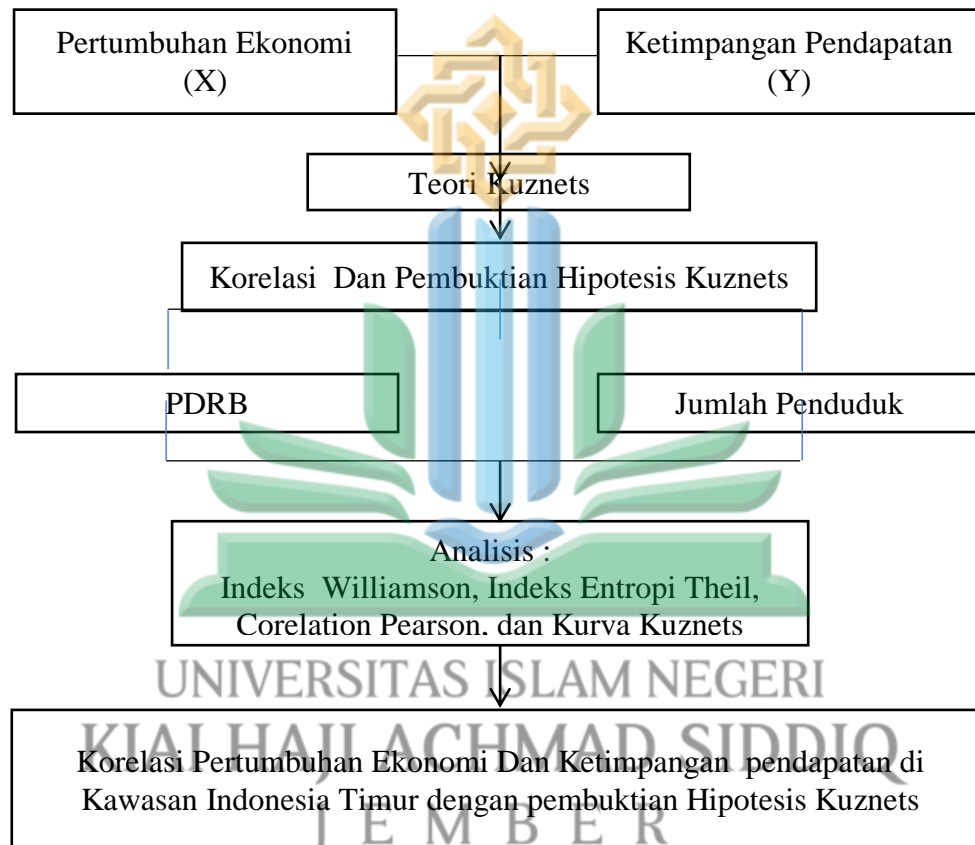 Pertumbuhan Ekonomi
(X)
Ketimpangan Pendapatan
(Y)
Teori Kuznets
Korelasi Dan Pembuktian Hipotesis Kuznets
PDRB
Jumlah Penduduk
Analisis :
Indeks Williamson, Indeks Entropi Theil,
Corelation Pearson, dan Kurva Kuznets
UNIVERSITAS ISLAM NEGERI
KIAI HAJI ACHMAD SIDDIQ
Korelasi Pertumbuhan Ekonomi Dan Ketimpangan pendapatan di
Kawasan Indonesia Timur dengan pembuktian Hipotesis Kuznets
JEMBER